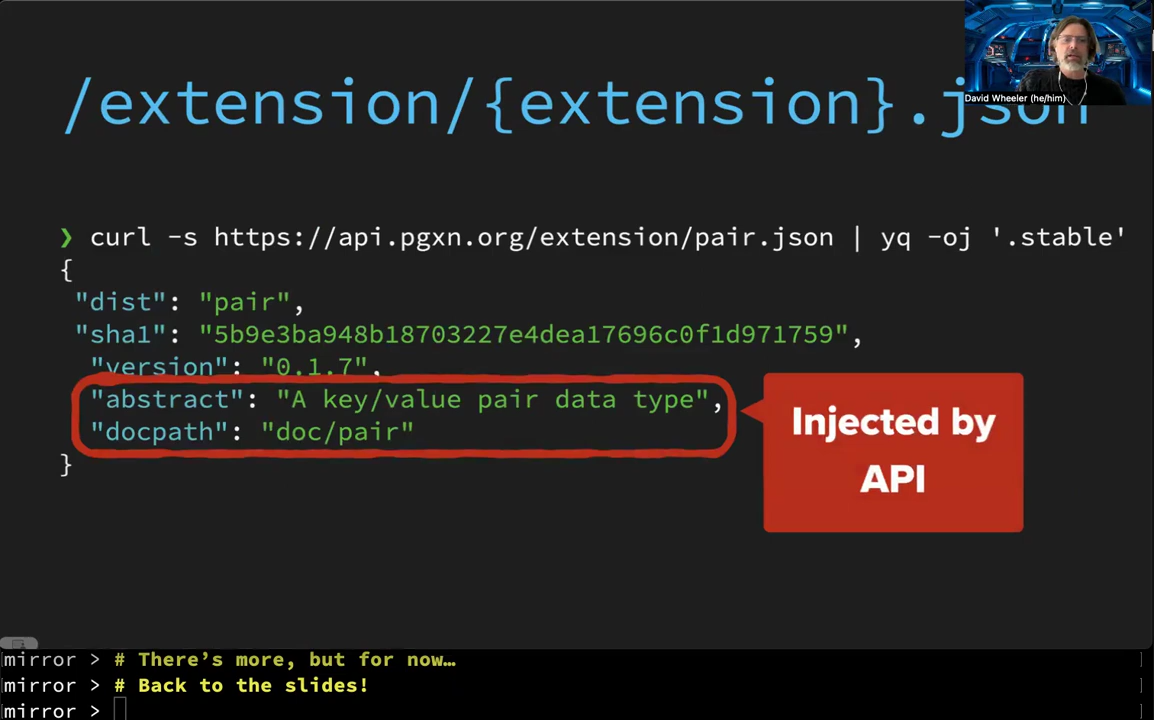 /extension/{extension}.json
David Wheeler (he/him)
❯ curl -s https://api.pgxn.org/extension/pair.json | yq -oj '.stable'
{
"dist": "pair",
"sha1": "5b9e3ba948b18703227e4dea17696c0f1d971759",
"version": "0.1.7",
"abstract": "A key/value pair data type",
"docpath": "doc/pair"
}
Injected by
API
mirror > # There’s more, but for now…
mirror > # Back to the slides!
mirror >